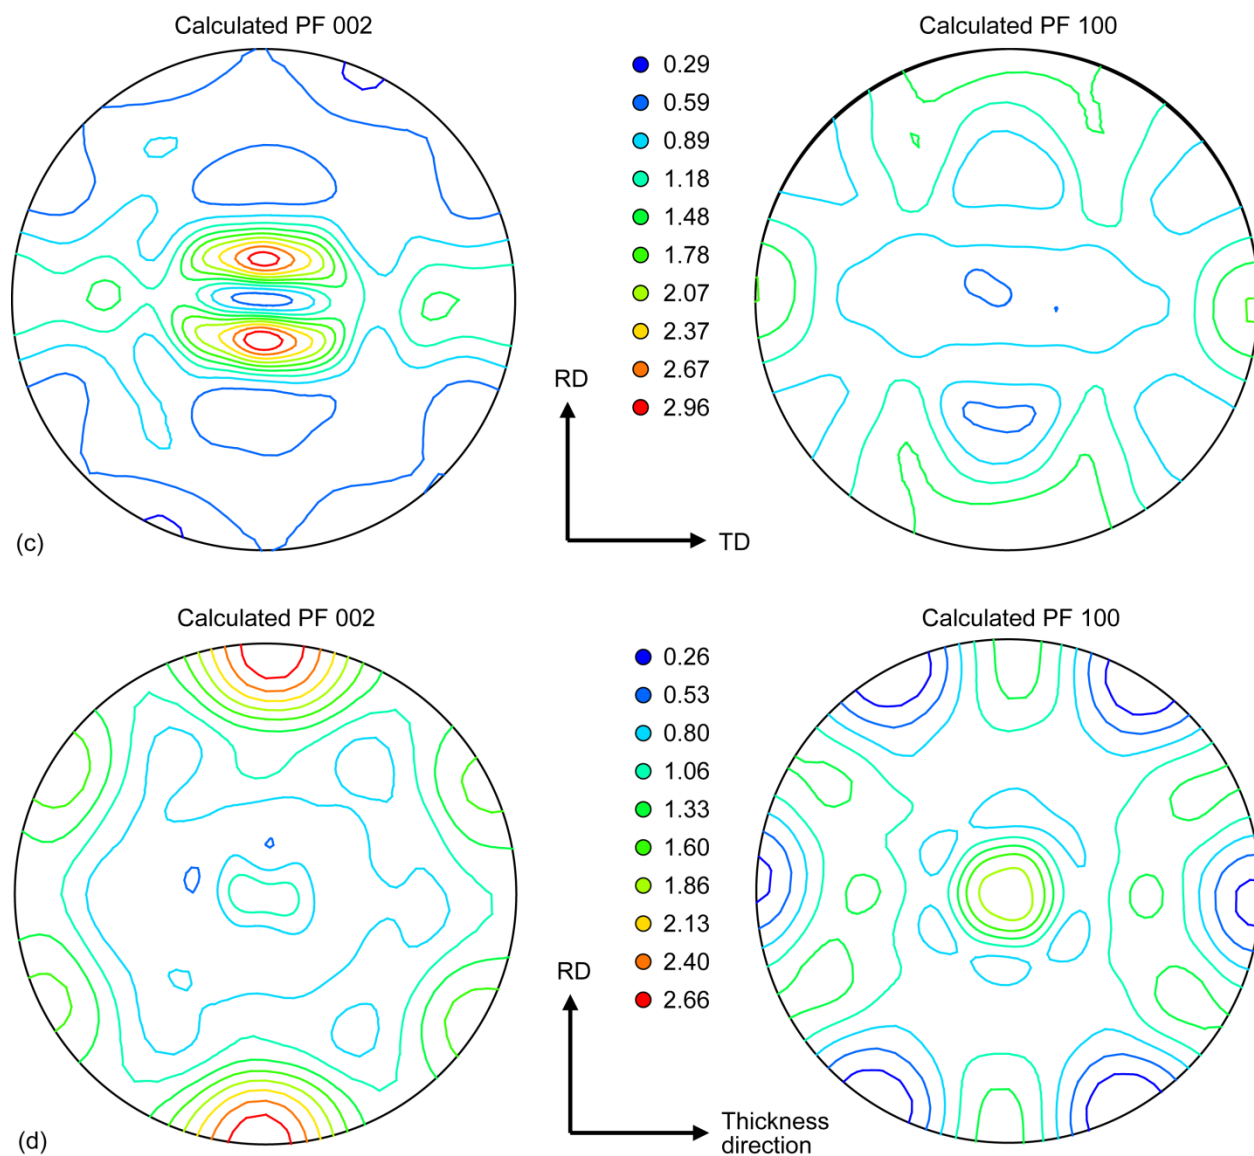 Calculated PF 002
Calculated PF 100
0.29
0.59
0.89
1.18
1.48
1.78
2.07
2.37
2.67
2.96
RD
TD
(c)
Calculated PF 002
Calculated PF 100
0.26
0.53
0.80
1.06
1.33
1.60
1.86
2.13
2.40
2.66
RD
Thickness
direction
(d)